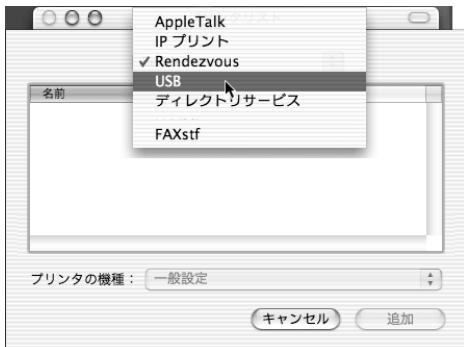 AppleTalk
IP プリント
✓ Rendezvous
USB
ディレクトリサービス
FAXstf
名前
プリンタの機種： 一般設定
キャンセル 追加